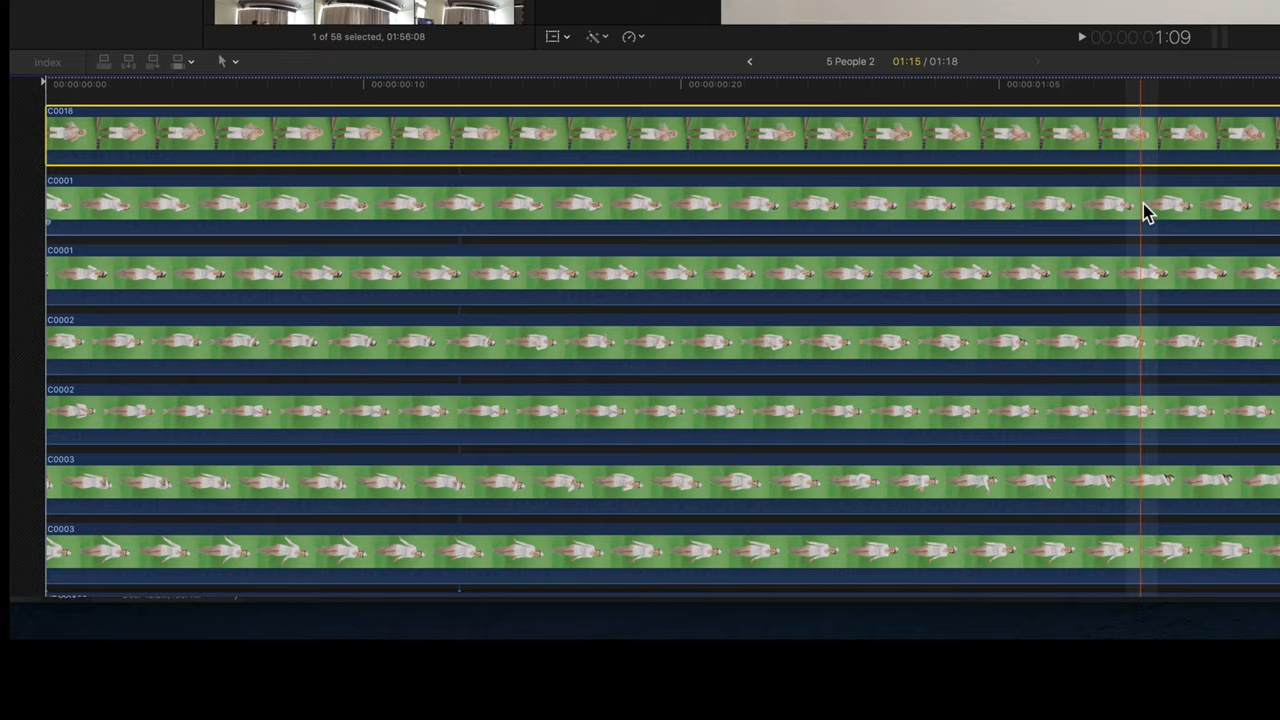 1 of 58 selected, 01:56:08
00:00:00:01:09
Index
5 People 2
01:15 / 01:18
00:00:00:00
00:00:00:10
00:00:00:20
00:00:01:05
C0018
C0001
C0001
C0002
C0002
C0003
C0003